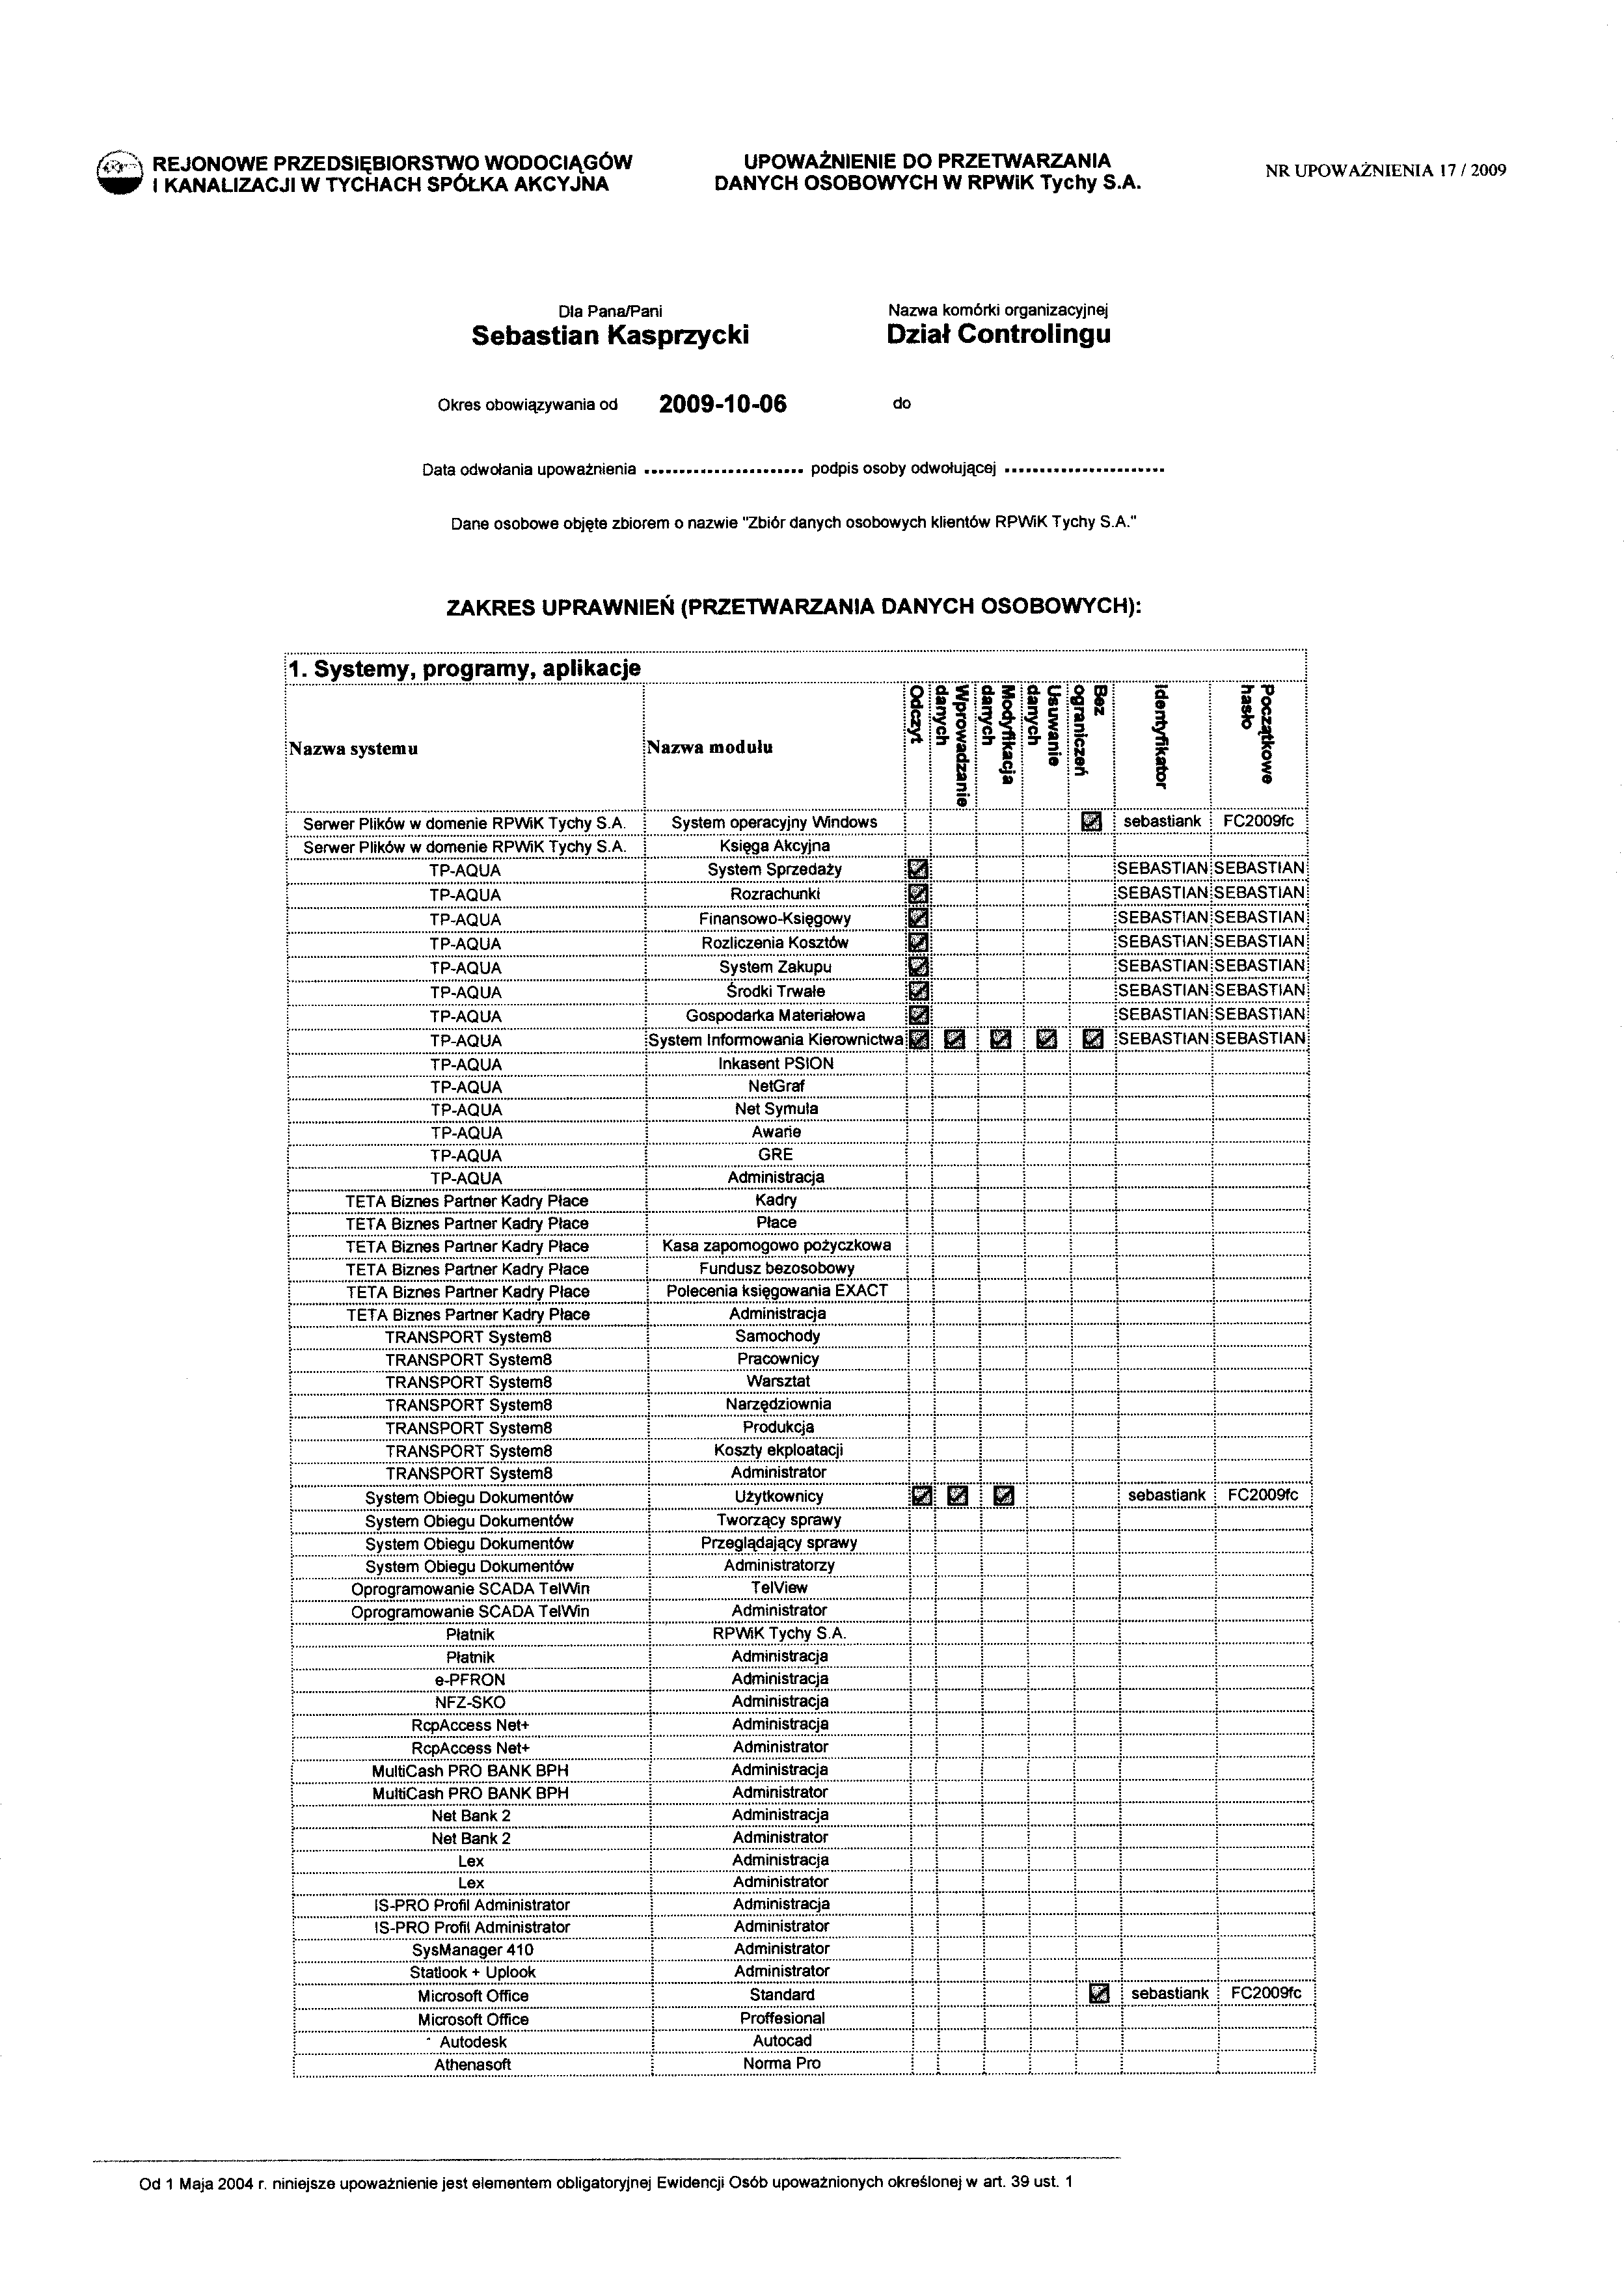 REJONOWE PRZEDSIĘBIORSTWO WODOCIĄGÓW
I KANALIZACJI W TYCHACH SPÓŁKA AKCYJNA
UPOWAŻNIENIE DO PRZETWARZANIA
DANYCH OSOBOWYCH W RPWiK Tychy S.A.
NR UPOWAŻNIENIA 17 / 2009
Dla Pana/Pani
Sebastian Kasprzycki
Nazwa komórki organizacyjnej
Dział Controlingu
Okres obowiązywania od 2009-10-06 do
Data odwołania upoważnienia ....................... podpis osoby odwołującej .......................
Dane osobowe objęte zbiorem o nazwie "Zbiór danych osobowych klientów RPWiK Tychy S.A."
ZAKRES UPRAWNIEŃ (PRZETWARZANIA DANYCH OSOBOWYCH):
1. Systemy, programy, aplikacje
Nazwa systemu Nazwa modułu Odczyt Wprowadzanie danych Modyfikacja danych Usuwanie danych Bez ograniczeń Identyfikator Początkowe hasło
Serwer Plików w domenie RPWiK Tychy S.A. System operacyjny Windows sebastiank FC2009fc
Serwer Plików w domenie RPWiK Tychy S.A. Księga Akcyjna
TP-AQUA System Sprzedaży SEBASTIAN SEBASTIAN
TP-AQUA Rozrachunki SEBASTIAN SEBASTIAN
TP-AQUA Finansowo-Księgowy SEBASTIAN SEBASTIAN
TP-AQUA Rozliczenia Kosztów SEBASTIAN SEBASTIAN
TP-AQUA System Zakupu SEBASTIAN SEBASTIAN
TP-AQUA Środki Trwałe SEBASTIAN SEBASTIAN
TP-AQUA Gospodarka Materiałowa SEBASTIAN SEBASTIAN
TP-AQUA System Informowania Kierownictwa SEBASTIAN SEBASTIAN
TP-AQUA Inkasent PSION
TP-AQUA NetGraf
TP-AQUA Net Symula
TP-AQUA Awarie
TP-AQUA GRE
TP-AQUA Administracja
TETA Biznes Partner Kadry Płace Kadry
TETA Biznes Partner Kadry Płace Płace
TETA Biznes Partner Kadry Płace Kasa zapomogowo pożyczkowa
TETA Biznes Partner Kadry Płace Fundusz bezosobowy
TETA Biznes Partner Kadry Płace Polecenia księgowania EXACT
TETA Biznes Partner Kadry Płace Administracja
TRANSPORT System8 Samochody
TRANSPORT System8 Pracownicy
TRANSPORT System8 Warsztat
TRANSPORT System8 Narzędziownia
TRANSPORT System8 Produkcja
TRANSPORT System8 Koszty ekploatacji
TRANSPORT System8 Administrator
System Obiegu Dokumentów Użytkownicy sebastiank FC2009fc
System Obiegu Dokumentów Tworzący sprawy
System Obiegu Dokumentów Przeglądający sprawy
System Obiegu Dokumentów Administratorzy
Oprogramowanie SCADA TelWin TelView
Oprogramowanie SCADA TelWin Administrator
Płatnik RPWiK Tychy S.A.
Płatnik Administracja
e-PFRON Administracja
NFZ-SKO Administracja
RcpAccess Net+ Administracja
RcpAccess Net+ Administrator
MultiCash PRO BANK BPH Administracja
MultiCash PRO BANK BPH Administrator
Net Bank 2 Administracja
Net Bank 2 Administrator
Lex Administracja
Lex Administrator
IS-PRO Profil Administrator Administracja
IS-PRO Profil Administrator Administrator
SysManager 410 Administrator
Statlook + Uplook Administrator
Microsoft Office Standard sebastiank FC2009fc
Microsoft Office Proffesional
Autodesk Autocad
Athenasoft Norma Pro
Od 1 Maja 2004 r. niniejsze upoważnienie jest elementem obligatoryjnej Ewidencji Osób upoważnionych określonej w art. 39 ust. 1